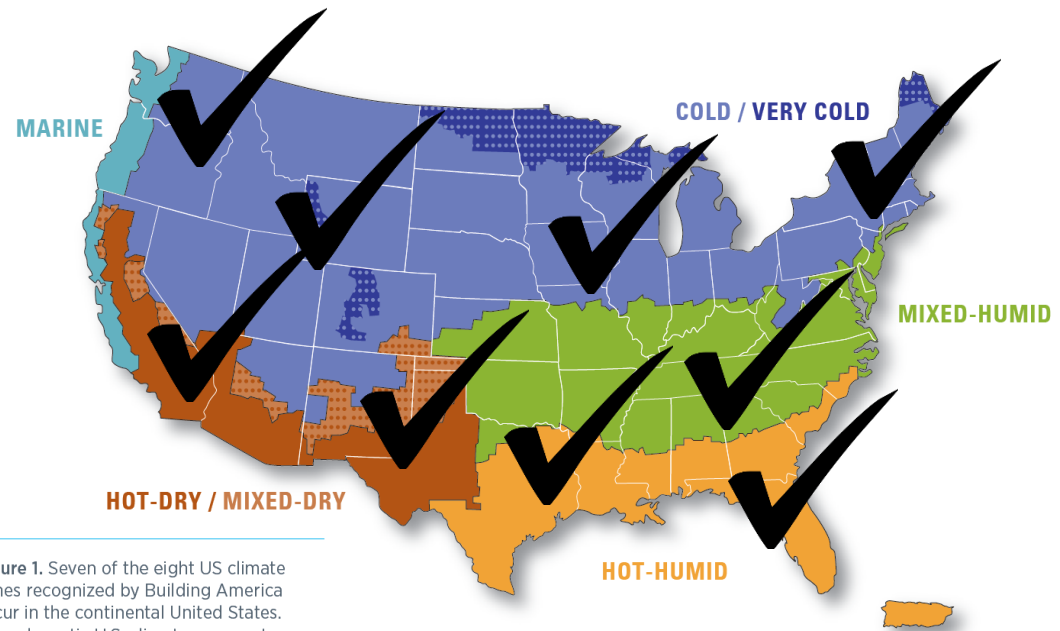 MARINE
COLD / VERY COLD
MIXED-HUMID
HOT-DRY / MIXED-DRY
HOT-HUMID
ure 1. Seven of the eight US climate
nes recognized by Building America
cur in the continental United States.